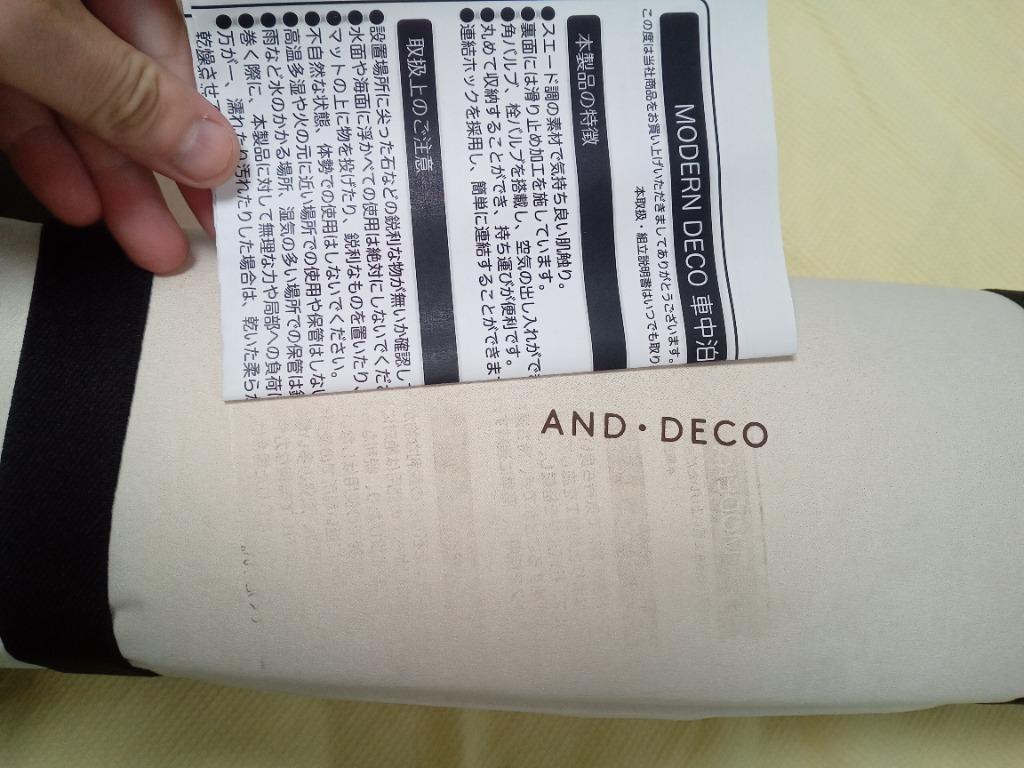 MODERN DECO 車中泊
この度は当社商品をお買い上げいただきましてありがとうございます。
本取扱・組立説明書はいつでも取り
本製品の特徴
●スエード調の素材で気持ち良い肌触り。
●裏面には滑り止め加工を施しています。
●角バルブ、栓バルブを搭載し、空気の出し入れがで
●丸めて収納することができ、持ち運びが便利です。
●連結ホックを採用し、簡単に連結することができま
取扱上のご注意
●設置場所に尖った石などの鋭利な物が無いか確認し
●水面や海面に浮かべての使用は絶対にしないでくだ
●マットの上に物を投げたり、鋭利なものを置いたり、
●不自然な状態、体勢での使用はしないでください。
●高温多湿や火の元に近い場所での使用や保管はしな
●雨など水のかかる場所、湿気の多い場所での保管は
●巻く際に、本製品に対して無理な力や局部への負荷
●万が一、濡れたり汚れたりした場合は、乾いた柔ら
乾燥させ
AND・DECO